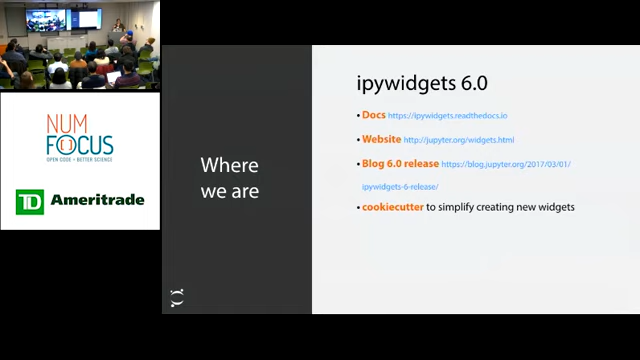 NUM
FOCUS
OPEN CODE = BETTER SCIENCE
TD Ameritrade
Where
we are
ipywidgets 6.0
• Docs https://ipywidgets.readthedocs.io
• Website http://jupyter.org/widgets.html
• Blog 6.0 release https://blog.jupyter.org/2017/03/01/
ipywidgets-6-release/
• cookiecutter to simplify creating new widgets